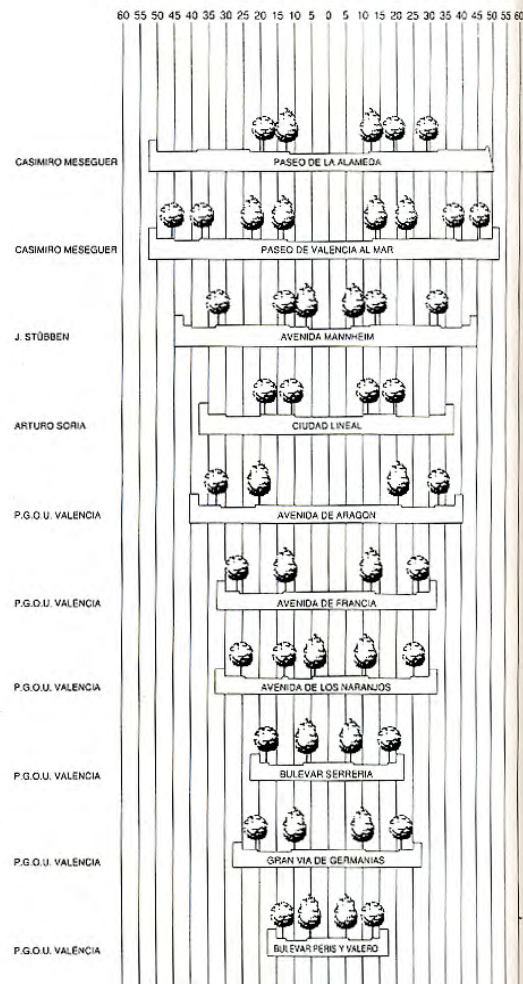 60 55 50 45 40 35 30 25 20 15 10 5 0 5 10 15 20 25 30 35 40 45 50 55 60
CASIMIRO MESEGUER PASEO DE LA ALAMEDA
CASIMIRO MESEGUER PASEO DE VALENCIA AL MAR
J. STÜBBEN AVENIDA MANNHEIM
ARTURO SORIA CIUDAD LINEAL
P.G.O.U. VALENCIA AVENIDA DE ARAGON
P.G.O.U. VALENCIA AVENIDA DE FRANCIA
P.G.O.U. VALENCIA AVENIDA DE LOS NARANJOS
P.G.O.U. VALENCIA BULEVAR SERRERIA
P.G.O.U. VALENCIA GRAN VIA DE GERMANIAS
P.G.O.U. VALENCIA BULEVAR PERIS Y VALERO